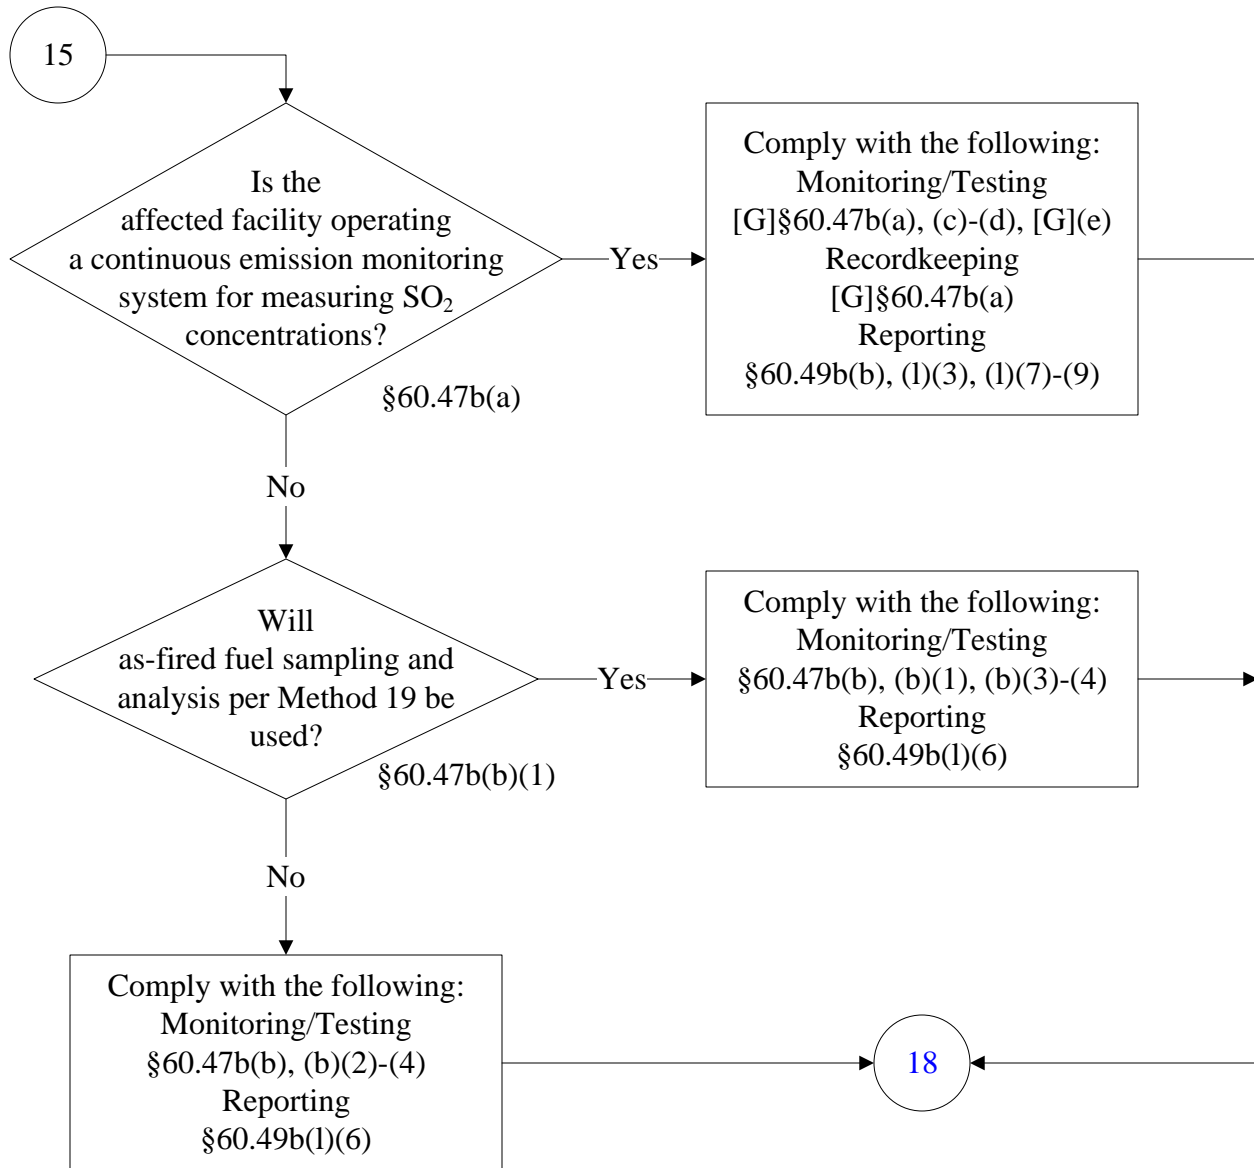 15
Is the
affected facility operating
a continuous emission monitoring
system for measuring SO₂
concentrations?
§60.47b(a)
Yes
Comply with the following:
Monitoring/Testing
[G]§60.47b(a), (c)-(d), [G](e)
Recordkeeping
[G]§60.47b(a)
Reporting
§60.49b(b), (l)(3), (l)(7)-(9)
No
Will
as-fired fuel sampling and
analysis per Method 19 be
used?
§60.47b(b)(1)
Yes
Comply with the following:
Monitoring/Testing
§60.47b(b), (b)(1), (b)(3)-(4)
Reporting
§60.49b(l)(6)
No
Comply with the following:
Monitoring/Testing
§60.47b(b), (b)(2)-(4)
Reporting
§60.49b(l)(6)
18